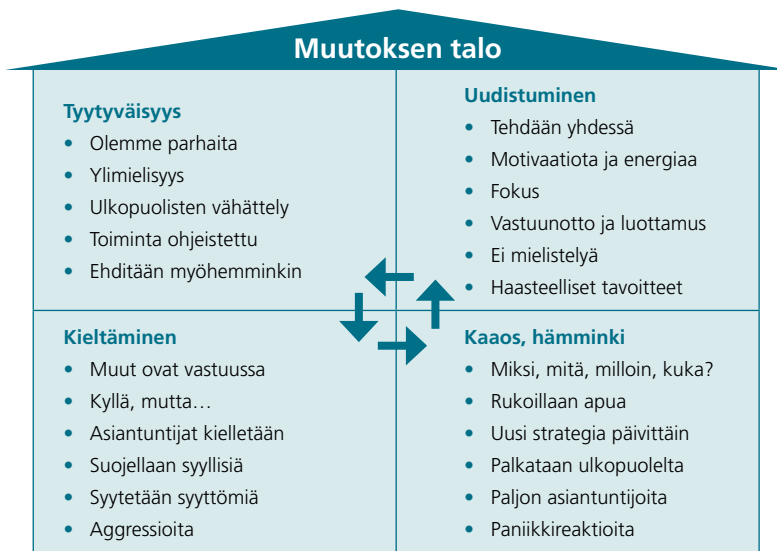 Muutoksen talo
Tyytyväisyys
• Olemme parhaita
• Ylimielisyys
• Ulkopuolisten vähättely
• Toiminta ohjeistettu
• Ehditään myöhemminkin
Uudistuminen
• Tehdään yhdessä
• Motivaatiota ja energiaa
• Fokus
• Vastuunotto ja luottamus
• Ei mielistelyä
• Haasteelliset tavoitteet
Kieltäminen
• Muut ovat vastuussa
• Kyllä, mutta…
• Asiantuntijat kielletään
• Suojellaan syyllisiä
• Syytetään syyttömiä
• Aggressioita
Kaaos, hämminki
• Miksi, mitä, milloin, kuka?
• Rukoillaan apua
• Uusi strategia päivittäin
• Palkataan ulkopuolelta
• Paljon asiantuntijoita
• Paniikkireaktioita